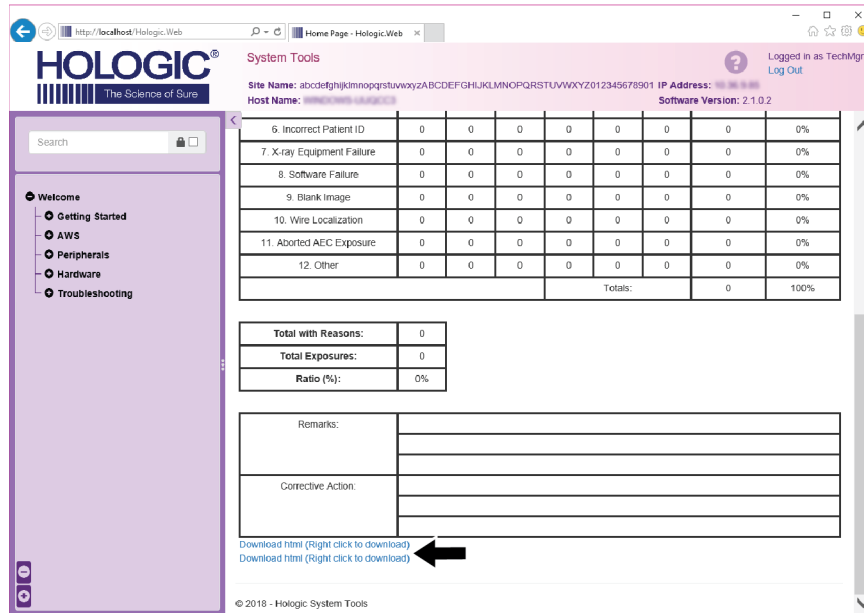 http://localhost/Hologic.Web
Home Page - Hologic.Web
HOLOGIC®
The Science of Sure
System Tools
Logged in as TechMgr
Log Out
Site Name: abcdefghijklmnopqrstuvwxyzABCDEFGHIJKLMNOPQRSTUVWXYZ012345678901 IP Address:
Host Name:
Software Version: 2.1.0.2
Search
Welcome
Getting Started
AWS
Peripherals
Hardware
Troubleshooting
6. Incorrect Patient ID 0 0 0 0 0 0 0%
7. X-ray Equipment Failure 0 0 0 0 0 0 0%
8. Software Failure 0 0 0 0 0 0 0%
9. Blank Image 0 0 0 0 0 0 0%
10. Wire Localization 0 0 0 0 0 0 0%
11. Aborted AEC Exposure 0 0 0 0 0 0 0%
12. Other 0 0 0 0 0 0 0%
Totals: 0 100%
Total with Reasons: 0
Total Exposures: 0
Ratio (%): 0%
Remarks:
Corrective Action:
Download html (Right click to download)
Download html (Right click to download)
© 2018 - Hologic System Tools